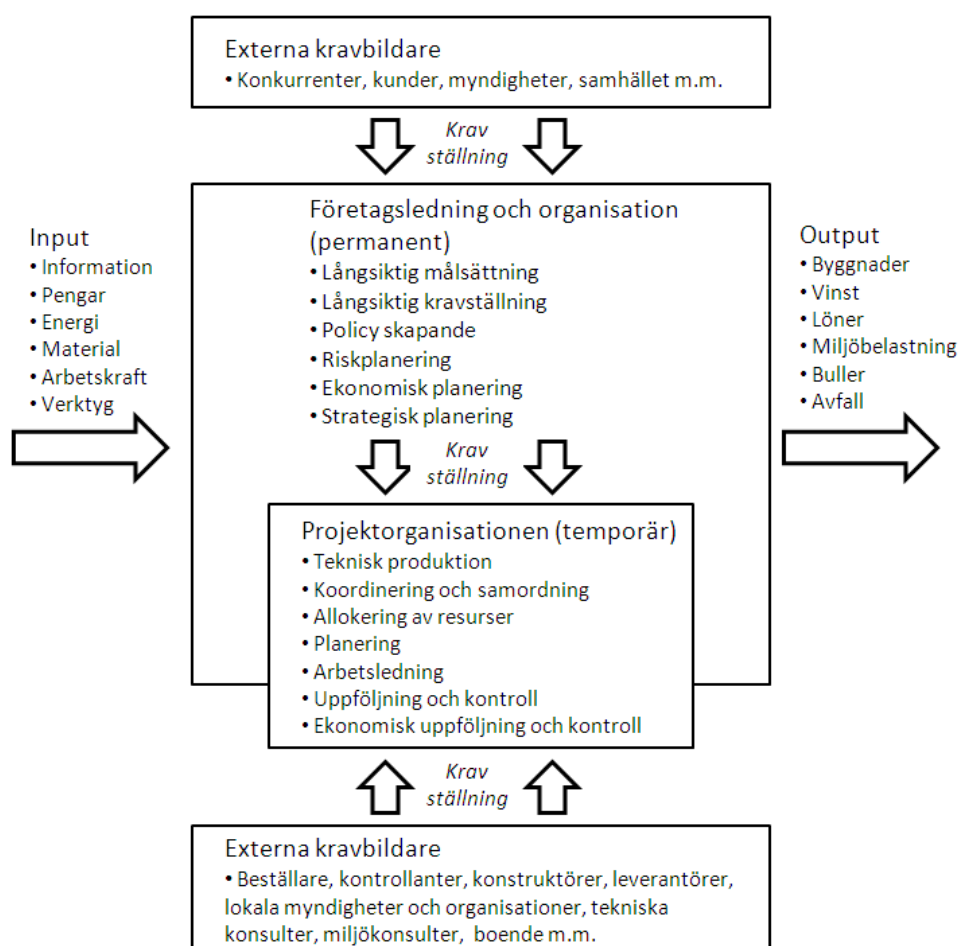 Externa kravbildare
• Konkurrenter, kunder, myndigheter, samhället m.m.
Krav
ställning
Input
• Information
• Pengar
• Energi
• Material
• Arbetskraft
• Verktyg
Företagsledning och organisation
(permanent)
• Långsiktig målsättning
• Långsiktig kravställning
• Policy skapande
• Riskplanering
• Ekonomisk planering
• Strategisk planering
Output
• Byggnader
• Vinst
• Löner
• Miljöbelastning
• Buller
• Avfall
Krav
ställning
Projektorganisationen (temporär)
• Teknisk produktion
• Koordinering och samordning
• Allokering av resurser
• Planering
• Arbetsledning
• Uppföljning och kontroll
• Ekonomisk uppföljning och kontroll
Krav
ställning
Externa kravbildare
• Beställare, kontrollanter, konstruktörer, leverantörer,
lokala myndigheter och organisationer, tekniska
konsulter, miljökonsulter, boende m.m.